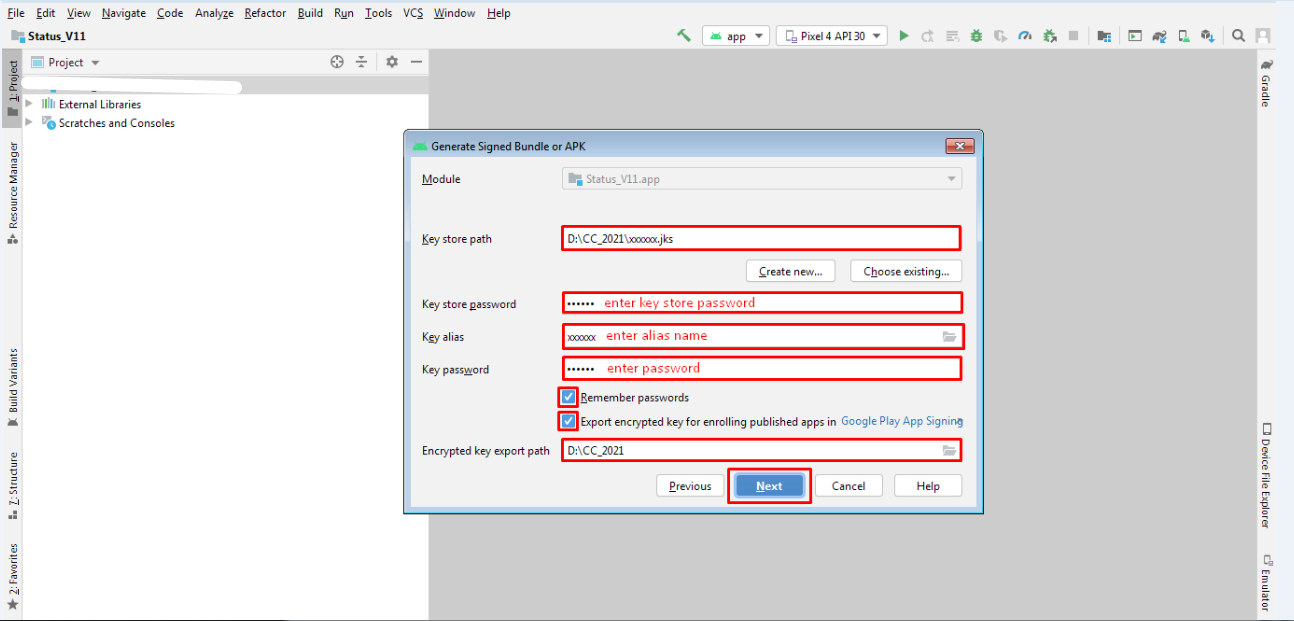 File Edit View Navigate Code Analyze Refactor Build Run Tools VCS Window Help
Status_V11
app
Pixel 4 API 30
Project
External Libraries
Scratches and Consoles
1: Project
Resource Manager
Build Variants
7: Structure
2: Favorites
Generate Signed Bundle or APK
Module
Status_V11.app
Key store path
D:\CC_2021\xxxxxx.jks
Create new...
Choose existing...
Key store password
•••••• enter key store password
Key alias
xxxxxx enter alias name
Key password
•••••• enter password
Remember passwords
Export encrypted key for enrolling published apps in Google Play App Signing
Encrypted key export path
D:\CC_2021
Previous
Next
Cancel
Help
Gradle
Device File Explorer
Emulator